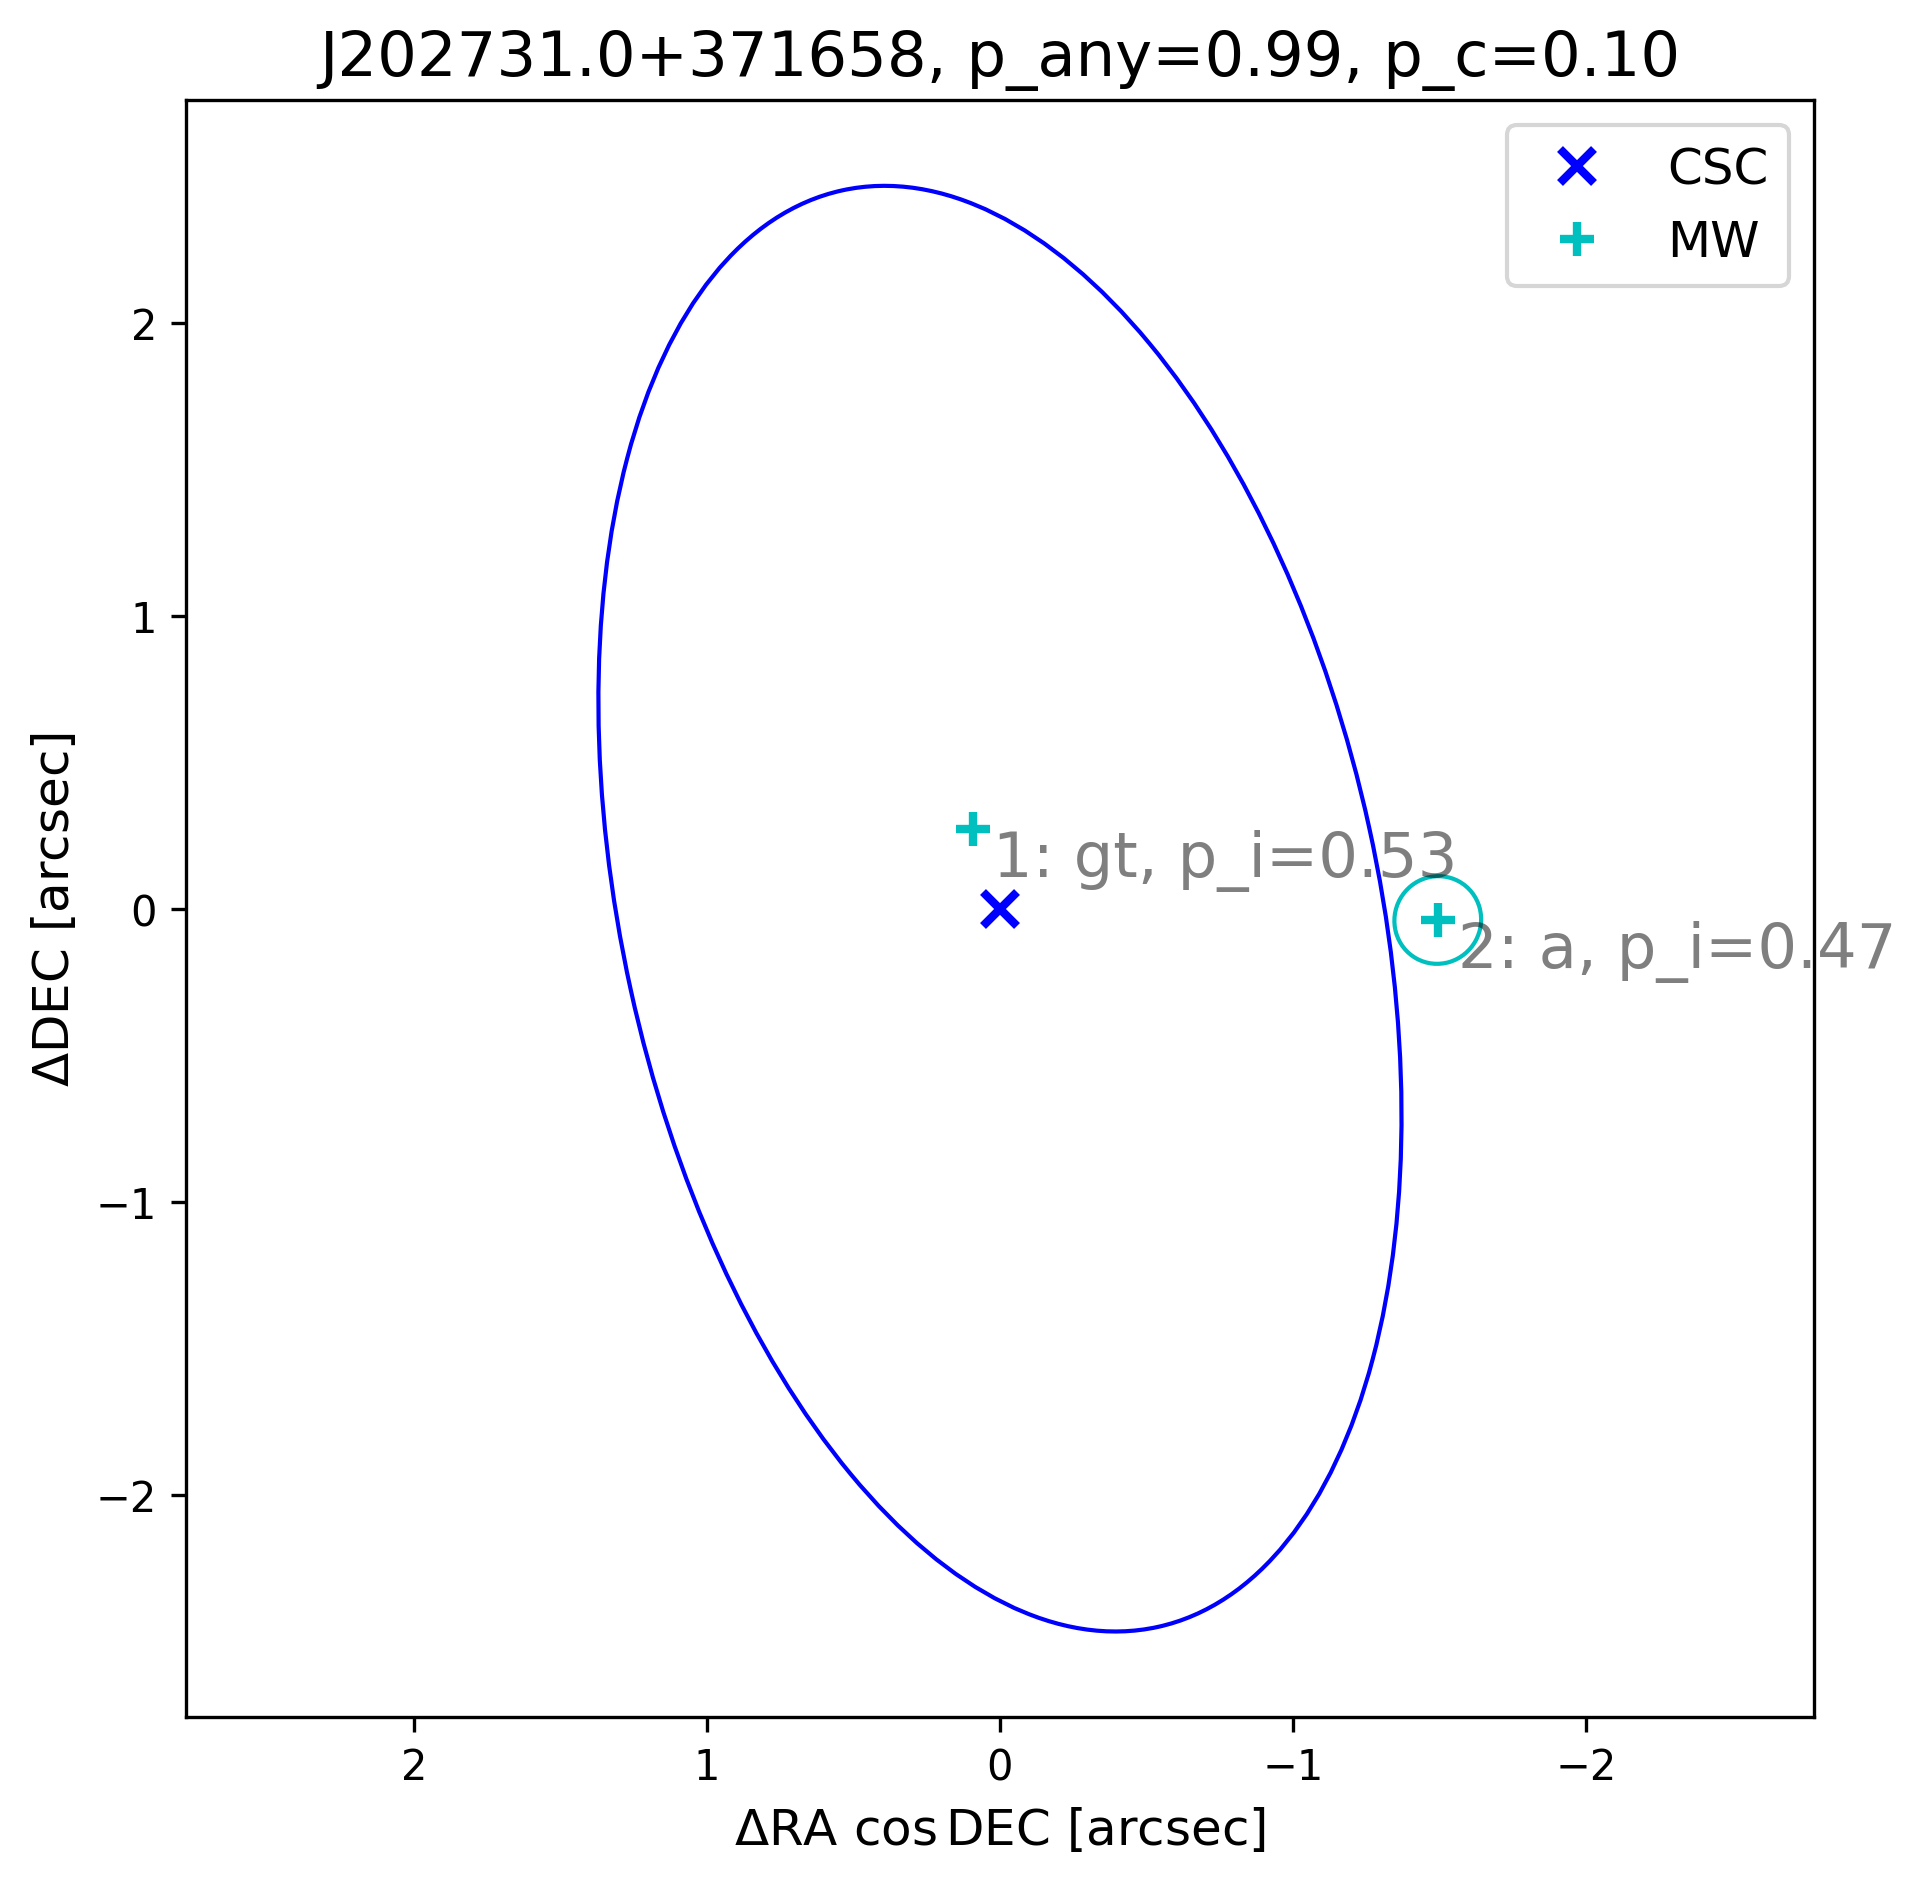 J202731.0+371658, p_any=0.99, p_c=0.10
CSC
MW
2
1
0
−1
−2
ΔDEC [arcsec]
1: gt, p_i=0.53
2: a, p_i=0.47
2
1
0
−1
−2
ΔRA cos DEC [arcsec]